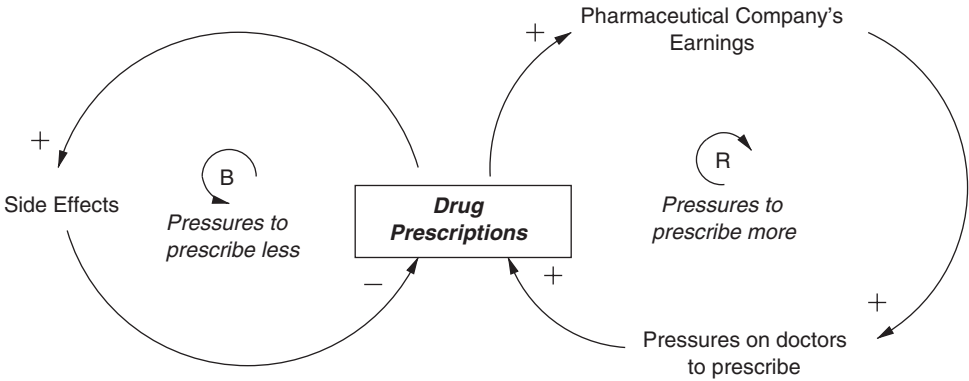 Pharmaceutical Company's
Earnings
+
+
B
R
Side Effects
Pressures to
prescribe less
Drug
Prescriptions
Pressures to
prescribe more
−
+
+
Pressures on doctors
to prescribe